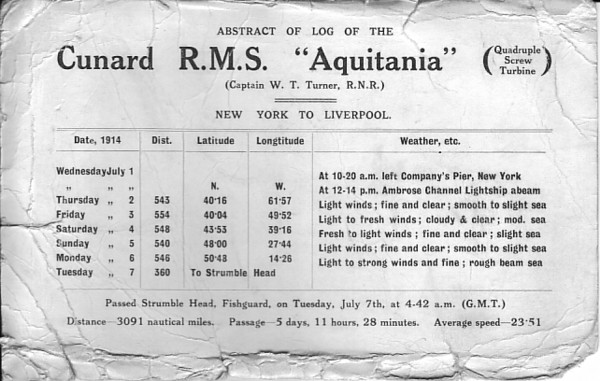 ABSTRACT OF LOG OF THE
Cunard R.M.S. "Aquitania" (Quadruple Screw Turbine)
(Captain W. T. Turner, R.N.R.)
NEW YORK TO LIVERPOOL.
Date, 1914 Dist. Latitude Longtitude Weather, etc.
Wednesday July 1 At 10-20 a.m. left Company's Pier, New York
„ „ „ N. W. At 12-14 p.m. Ambrose Channel Lightship abeam
Thursday „ 2 543 40·16 61·57 Light winds; fine and clear; smooth to slight sea
Friday „ 3 554 40·04 49·52 Light to fresh winds; cloudy & clear; mod. sea
Saturday „ 4 548 43·53 39·16 Fresh to light winds; fine and clear; slight sea
Sunday „ 5 540 48·00 27·44 Light winds; fine and clear; smooth to slight sea
Monday „ 6 546 50·48 14·26 Light to strong winds and fine; rough beam sea
Tuesday „ 7 360 To Strumble Head
Passed Strumble Head, Fishguard, on Tuesday, July 7th, at 4-42 a.m. (G.M.T.)
Distance—3091 nautical miles. Passage—5 days, 11 hours, 28 minutes. Average speed—23·51